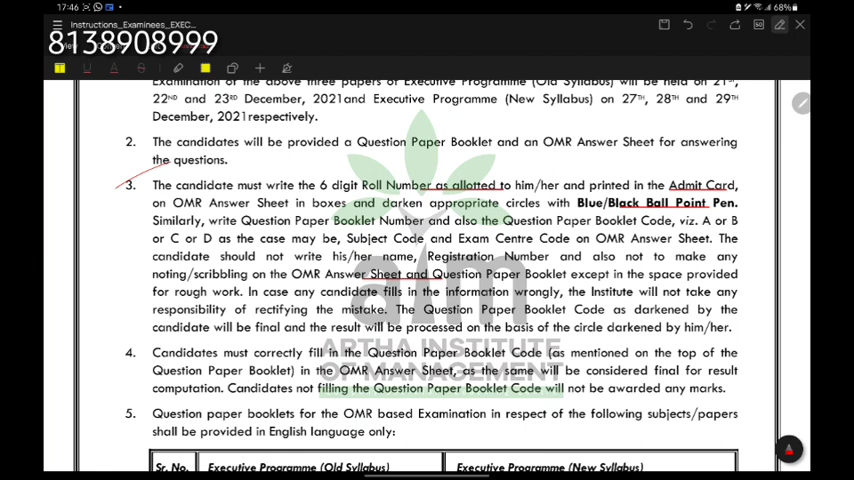 17:46
68%
Instructions_Examinees_EXEC...
8138908999
Examination of the above three papers of Executive Programme (Old Syllabus) will be held on 21ST,
22ND and 23RD December, 2021and Executive Programme (New Syllabus) on 27TH, 28TH and 29TH
December, 2021respectively.
2. The candidates will be provided a Question Paper Booklet and an OMR Answer Sheet for answering
the questions.
3. The candidate must write the 6 digit Roll Number as allotted to him/her and printed in the Admit Card,
on OMR Answer Sheet in boxes and darken appropriate circles with Blue/Black Ball Point Pen.
Similarly, write Question Paper Booklet Number and also the Question Paper Booklet Code, viz. A or B
or C or D as the case may be, Subject Code and Exam Centre Code on OMR Answer Sheet. The
candidate should not write his/her name, Registration Number and also not to make any
noting/scribbling on the OMR Answer Sheet and Question Paper Booklet except in the space provided
for rough work. In case any candidate fills in the information wrongly, the Institute will not take any
responsibility of rectifying the mistake. The Question Paper Booklet Code as darkened by the
candidate will be final and the result will be processed on the basis of the circle darkened by him/her.
aim
ARTHA INSTITUTE
OF MANAGEMENT
4. Candidates must correctly fill in the Question Paper Booklet Code (as mentioned on the top of the
Question Paper Booklet) in the OMR Answer Sheet, as the same will be considered final for result
computation. Candidates not filling the Question Paper Booklet Code will not be awarded any marks.
5. Question paper booklets for the OMR based Examination in respect of the following subjects/papers
shall be provided in English language only:
Sr. No. Executive Programme (Old Syllabus) Executive Programme (New Syllabus)